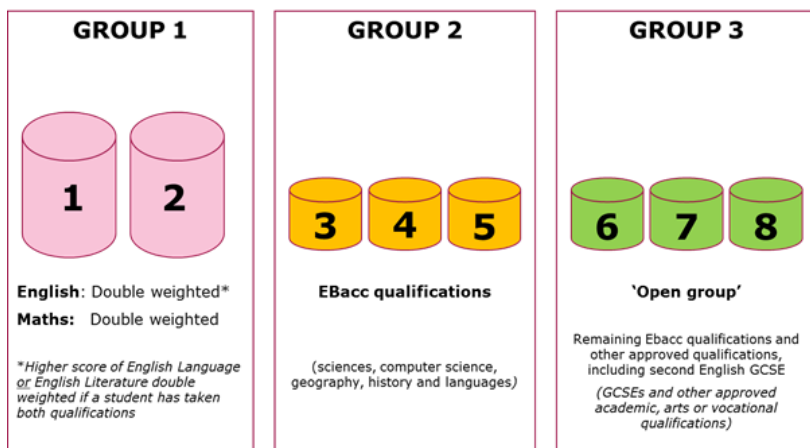 GROUP 1
1 2
English: Double weighted*
Maths: Double weighted
*Higher score of English Language
or English Literature double
weighted if a student has taken
both qualifications
GROUP 2
3 4 5
EBacc qualifications
(sciences, computer science,
geography, history and languages)
GROUP 3
6 7 8
‘Open group’
Remaining Ebacc qualifications and
other approved qualifications,
including second English GCSE
(GCSEs and other approved
academic, arts or vocational
qualifications)